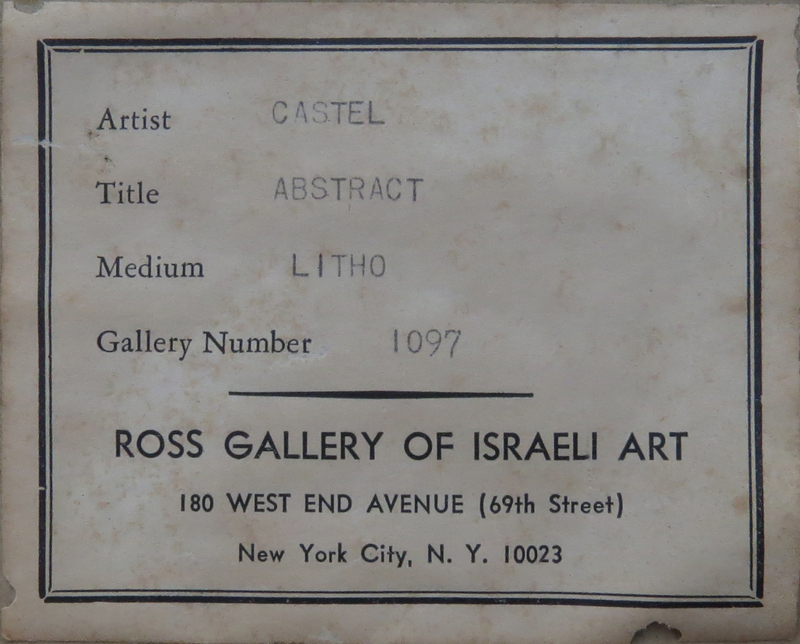 Artist CASTEL
Title ABSTRACT
Medium LITHO
Gallery Number 1097
ROSS GALLERY OF ISRAELI ART
180 WEST END AVENUE (69th Street)
New York City, N. Y. 10023